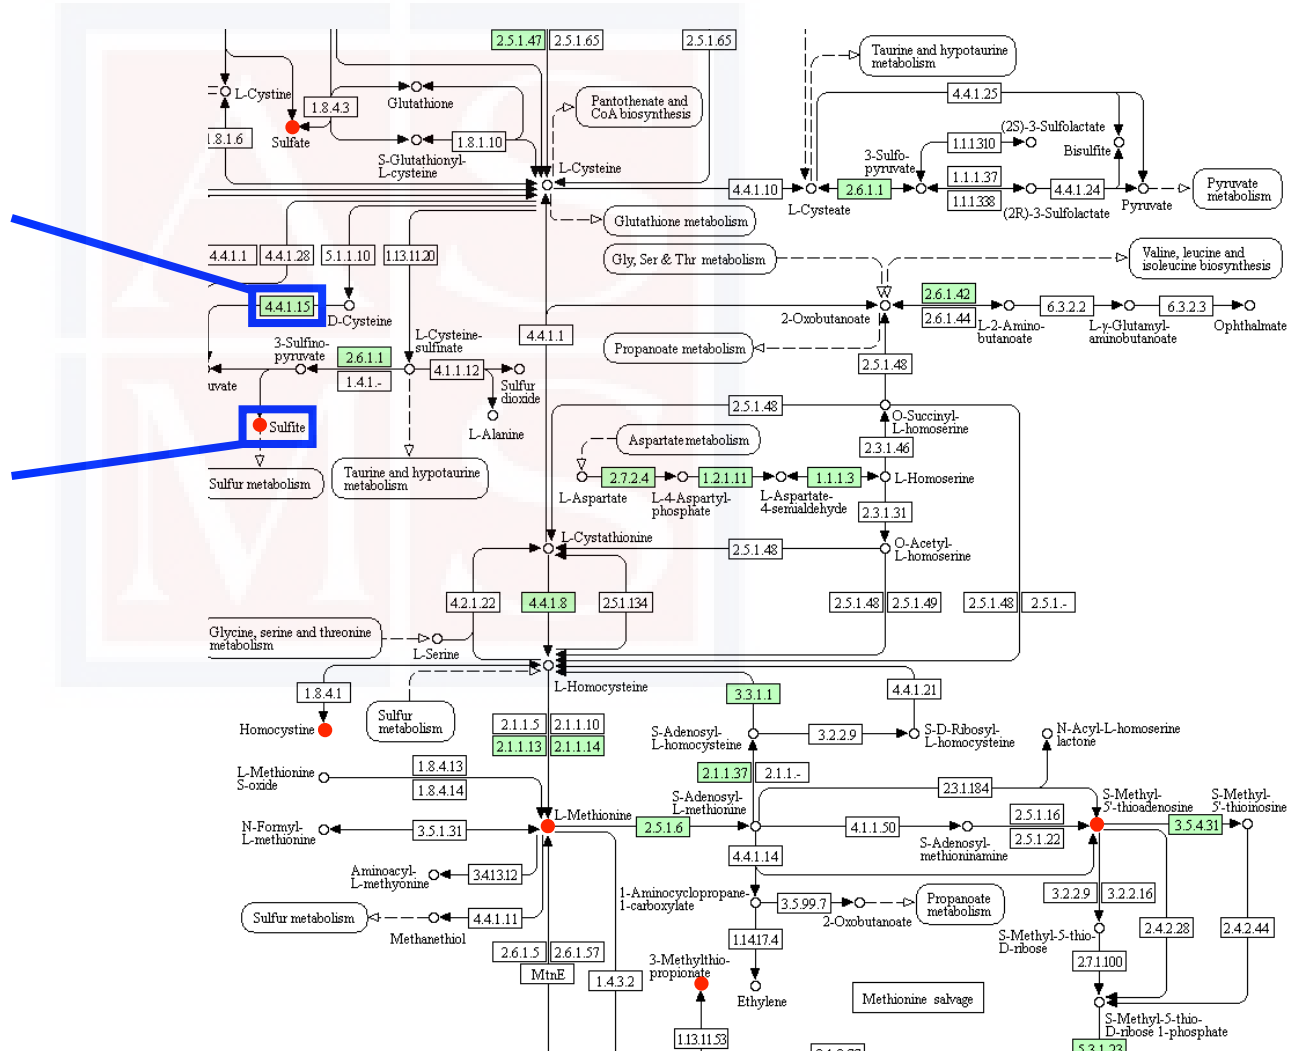 2.5.1.47
2.5.1.65
2.5.1.65
Taurine and hypotaurine
metabolism
L-Cystine
1.8.4.3
Glutathione
Pantothenate and
CoA biosynthesis
4.4.1.25
Sulfate
1.8.1.6
S-Glutathionyl-
L-cysteine
1.8.1.10
L-Cysteine
(2S)-3-Sulfolactate
1.1.1.310
Bisulfite
3-Sulfo-
pyruvate
4.4.1.10
L-Cysteate
2.6.1.1
1.1.1.37
1.1.1.338
(2R)-3-Sulfolactate
4.4.1.24
Pyruvate
Pyruvate
metabolism
Glutathione metabolism
4.4.1.1
4.4.1.28
5.1.1.10
1.13.11.20
Gly, Ser & Thr metabolism
Valine, leucine and
isoleucine biosynthesis
4.4.1.15
D-Cysteine
2-Oxobutanoate
2.6.1.42
2.6.1.44
L-2-Amino-
butanoate
6.3.2.2
L-γ-Glutamyl-
aminobutanoate
6.3.2.3
Ophthalmate
3-Sulfino-
pyruvate
2.6.1.1
1.4.1.-
L-Cysteine-
sulfinate
4.4.1.1
Propanoate metabolism
2.5.1.48
uvate
4.1.1.12
Sulfur
dioxide
L-Alanine
2.5.1.48
O-Succinyl-
L-homoserine
Sulfite
Aspartate metabolism
2.3.1.46
Sulfur metabolism
Taurine and hypotaurine
metabolism
L-Aspartate
2.7.2.4
L-4-Aspartyl-
phosphate
1.2.1.11
L-Aspartate-
4-semialdehyde
1.1.1.3
L-Homoserine
2.3.1.31
L-Cystathionine
2.5.1.48
O-Acetyl-
L-homoserine
4.2.1.22
4.4.1.8
2.5.1.134
2.5.1.48
2.5.1.49
2.5.1.48
2.5.1.-
Glycine, serine and threonine
metabolism
L-Serine
L-Homocysteine
1.8.4.1
Homocystine
Sulfur
metabolism
3.3.1.1
4.4.1.21
2.1.1.5
2.1.1.10
2.1.1.13
2.1.1.14
S-Adenosyl-
L-homocysteine
3.2.2.9
S-D-Ribosyl-
L-homocysteine
N-Acyl-L-homoserine
lactone
L-Methionine
S-oxide
1.8.4.13
1.8.4.14
2.1.1.37
2.1.1.-
S-Adenosyl-
L-methionine
2.3.1.184
S-Methyl-
5'-thioadenosine
S-Methyl-
5'-thioinosine
N-Formyl-
L-methionine
3.5.1.31
L-Methionine
2.5.1.6
4.1.1.50
S-Adenosyl-
methioninamine
2.5.1.16
2.5.1.22
3.5.4.31
Aminoacyl-
L-methyonine
3.4.13.12
4.4.1.14
Sulfur metabolism
Methanethiol
4.4.1.11
1-Aminocyclopropane-
1-carboxylate
3.5.99.7
2-Oxobutanoate
Propanoate
metabolism
3.2.2.9
3.2.2.16
S-Methyl-5-thio-
D-ribose
2.4.2.28
2.4.2.44
2.6.1.5
2.6.1.57
MtnE
1.4.3.2
1.14.17.4
3-Methylthio-
propionate
Ethylene
2.7.1.100
Methionine salvage
S-Methyl-5-thio-
D-ribose 1-phosphate
1.13.11.53
5.3.1.23
A S
M S